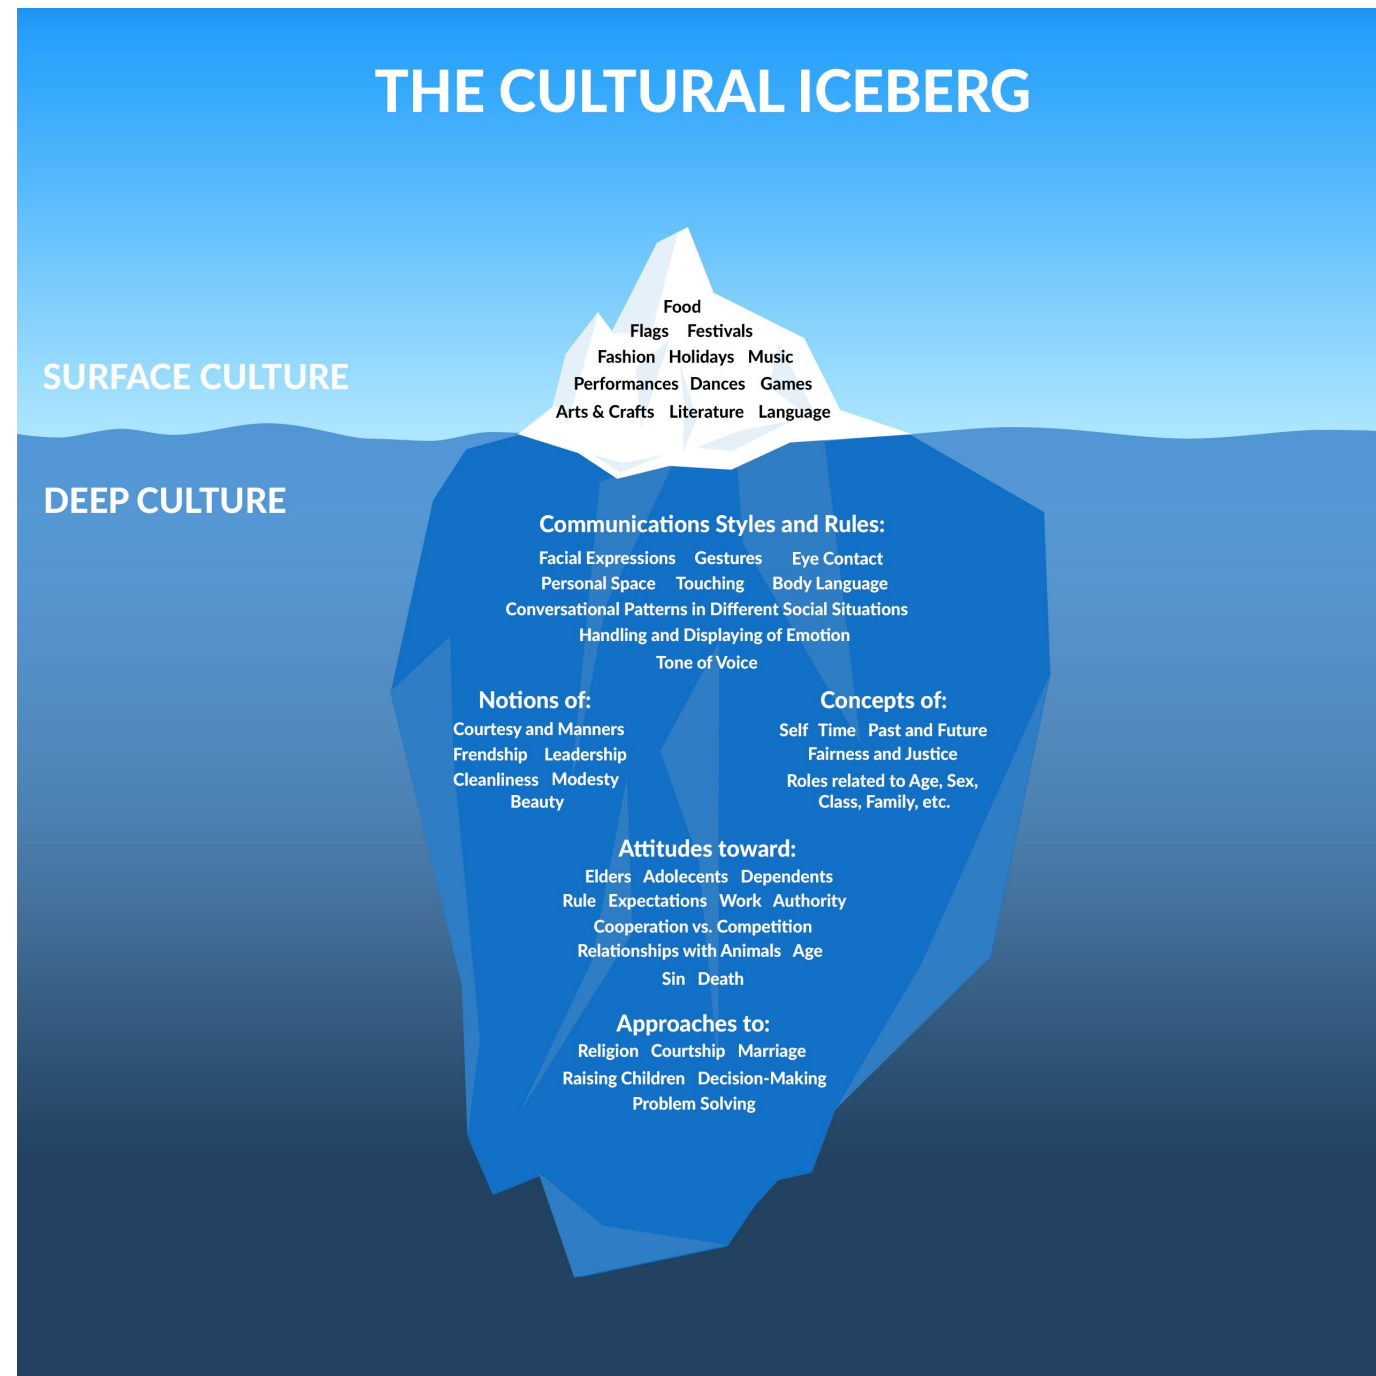 THE CULTURAL ICEBERG
Food
Flags Festivals
Fashion Holidays Music
Performances Dances Games
Arts & Crafts Literature Language
SURFACE CULTURE
DEEP CULTURE
Communications Styles and Rules:
Facial Expressions Gestures Eye Contact
Personal Space Touching Body Language
Conversational Patterns in Different Social Situations
Handling and Displaying of Emotion
Tone of Voice
Notions of:
Courtesy and Manners
Frendship Leadership
Cleanliness Modesty
Beauty
Concepts of:
Self Time Past and Future
Fairness and Justice
Roles related to Age, Sex,
Class, Family, etc.
Attitudes toward:
Elders Adolecents Dependents
Rule Expectations Work Authority
Cooperation vs. Competition
Relationships with Animals Age
Sin Death
Approaches to:
Religion Courtship Marriage
Raising Children Decision-Making
Problem Solving